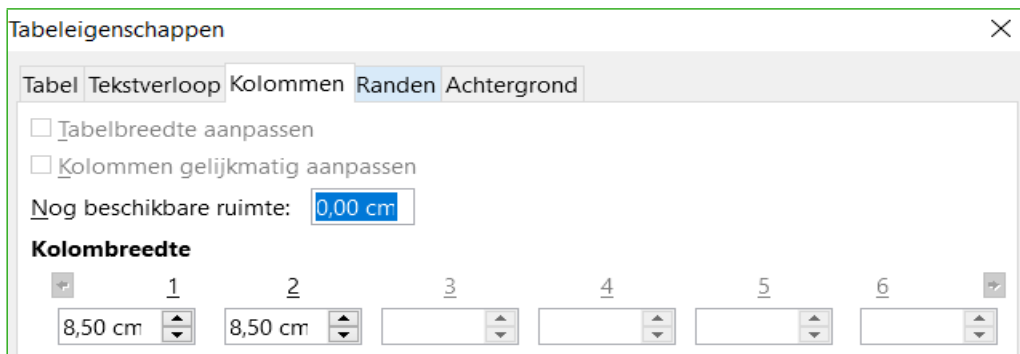 Tabeleigenschappen
Tabel Tekstverloop Kolommen Randen Achtergrond
Tabelbreedte aanpassen
Kolommen gelijkmatig aanpassen
Nog beschikbare ruimte: 0,00 cm
Kolombreedte
1 2 3 4 5 6
8,50 cm 8,50 cm